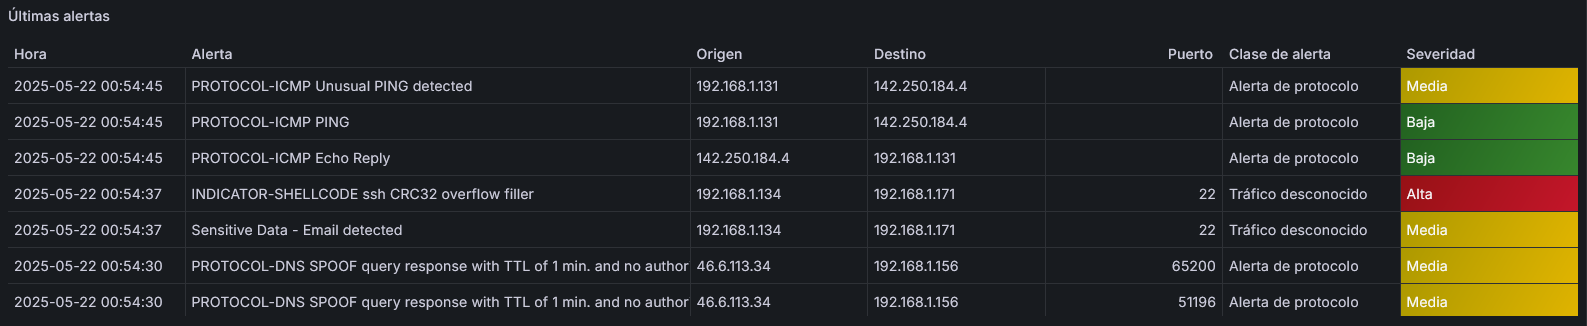 Últimas alertas
Hora Alerta Origen Destino Puerto Clase de alerta Severidad
2025-05-22 00:54:45 PROTOCOL-ICMP Unusual PING detected 192.168.1.131 142.250.184.4 Alerta de protocolo Media
2025-05-22 00:54:45 PROTOCOL-ICMP PING 192.168.1.131 142.250.184.4 Alerta de protocolo Baja
2025-05-22 00:54:45 PROTOCOL-ICMP Echo Reply 142.250.184.4 192.168.1.131 Alerta de protocolo Baja
2025-05-22 00:54:37 INDICATOR-SHELLCODE ssh CRC32 overflow filler 192.168.1.134 192.168.1.171 22 Tráfico desconocido Alta
2025-05-22 00:54:37 Sensitive Data - Email detected 192.168.1.134 192.168.1.171 22 Tráfico desconocido Media
2025-05-22 00:54:30 PROTOCOL-DNS SPOOF query response with TTL of 1 min. and no author 46.6.113.34 192.168.1.156 65200 Alerta de protocolo Media
2025-05-22 00:54:30 PROTOCOL-DNS SPOOF query response with TTL of 1 min. and no author 46.6.113.34 192.168.1.156 51196 Alerta de protocolo Media